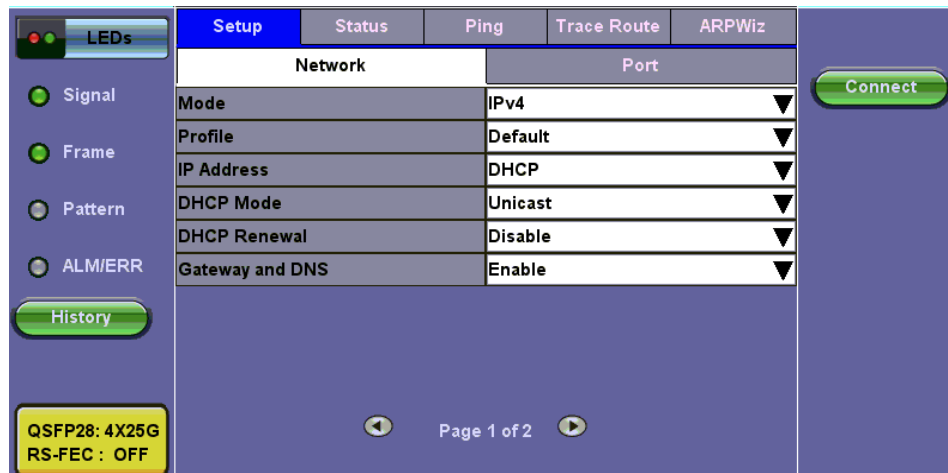 LEDs
Signal
Frame
Pattern
ALM/ERR
History
QSFP28: 4X25G
RS-FEC : OFF
Setup Status Ping Trace Route ARPWiz
Network Port
Mode IPv4
Profile Default
IP Address DHCP
DHCP Mode Unicast
DHCP Renewal Disable
Gateway and DNS Enable
Page 1 of 2
Connect